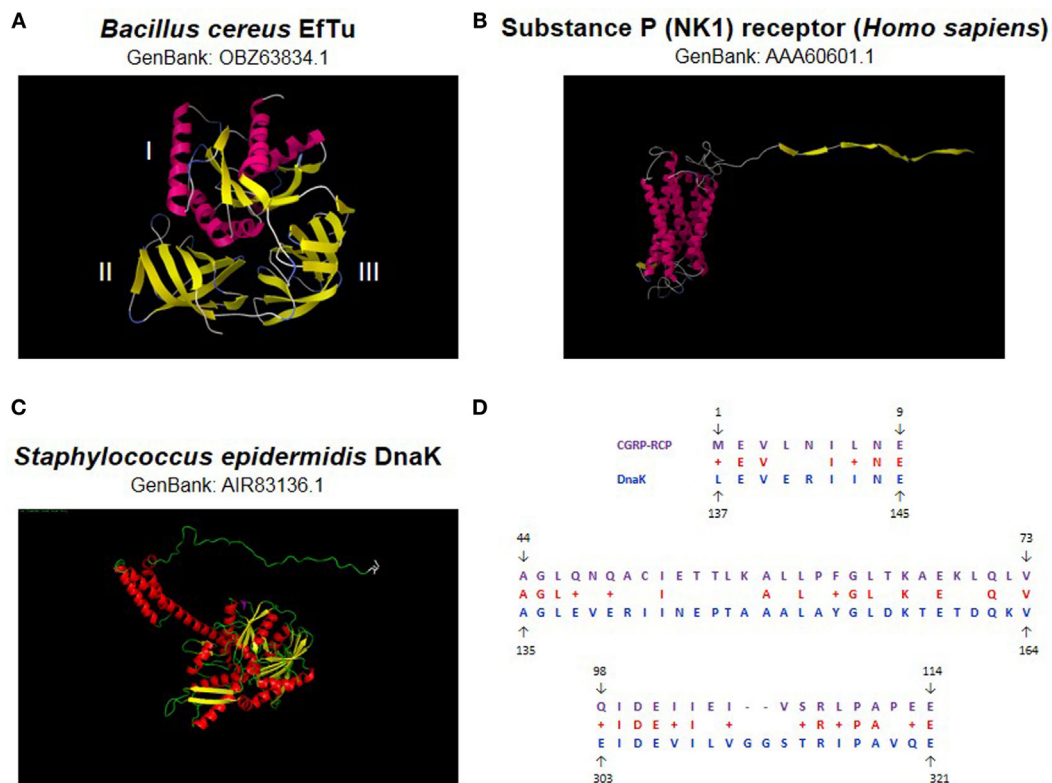 A
Bacillus cereus EfTu
GenBank: OBZ63834.1
I
II
III
B
Substance P (NK1) receptor (Homo sapiens)
GenBank: AAA60601.1
C
Staphylococcus epidermidis DnaK
GenBank: AIR83136.1
D
1 9
↓ ↓
CGRP-RCP M E V L N I L N E
+ E V I + N E
DnaK L E V E R I I N E
↑ ↑
137 145
44 73
↓ ↓
A G L Q N Q A C I E T T L K A L L P F G L T K A E K L Q L V
A G L + + I A L + G L K E Q V
A G L E V E R I I N E P T A A A L A Y G L D K T E T D Q K V
↑ ↑
135 164
98 114
↓ ↓
Q I D E I I E I - - V S R L P A P E E
+ I D E + I + + R + P A + E
E I D E V I L V G G S T R I P A V Q E
↑ ↑
303 321